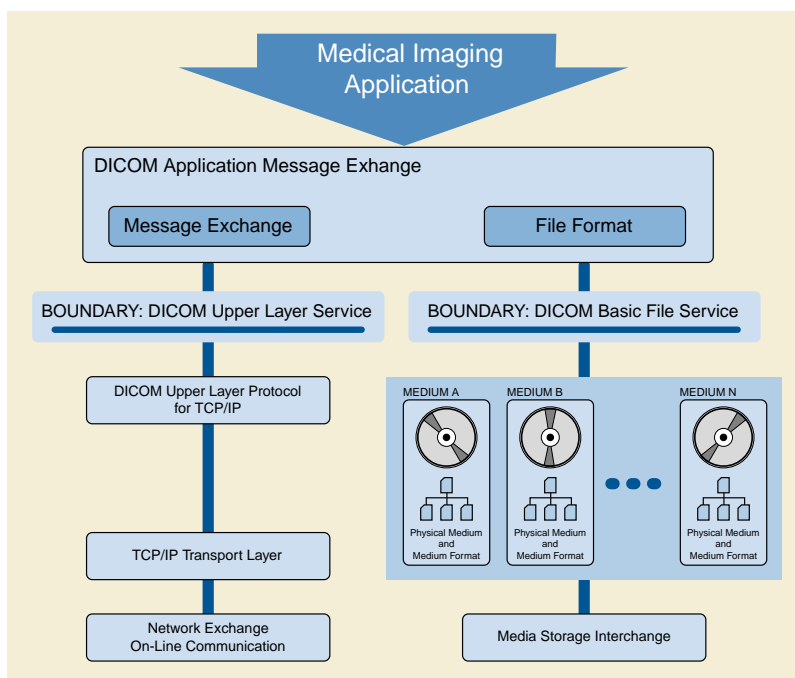 Medical Imaging
Application
DICOM Application Message Exhange
Message Exchange
File Format
BOUNDARY: DICOM Upper Layer Service
BOUNDARY: DICOM Basic File Service
DICOM Upper Layer Protocol
for TCP/IP
TCP/IP Transport Layer
Network Exchange
On-Line Communication
MEDIUM A
MEDIUM B
MEDIUM N
Physical Medium
and
Medium Format
Physical Medium
and
Medium Format
Physical Medium
and
Medium Format
Media Storage Interchange